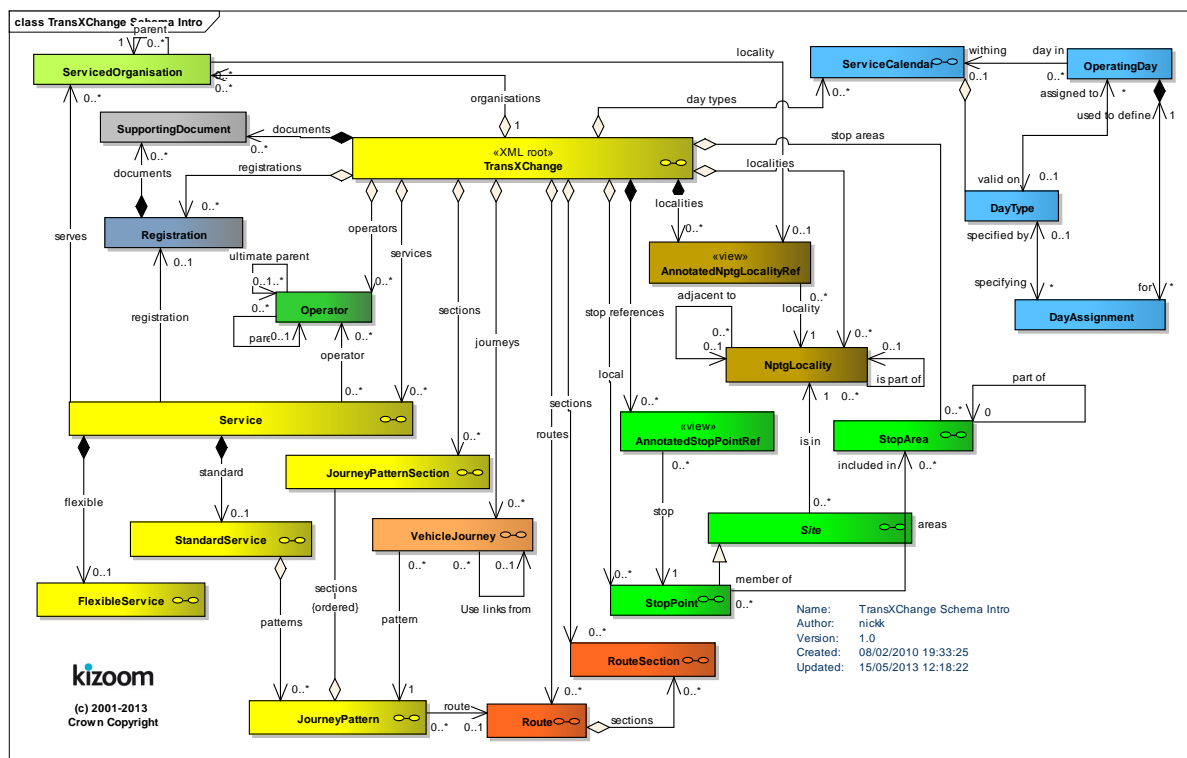 class TransXChange Schema Intro
parent
1
0..*
ServicedOrganisation
0..*
0..*
0..*
organisations
1
locality
day types
0..*
ServiceCalendar
withing
0..1
day in
0..*
OperatingDay
assigned to
*
used to define
1
SupportingDocument
documents
0..*
0..*
documents
«XML root»
TransXChange
stop areas
localities
registrations
0..*
Registration
0..1
serves
operators
services
localities
0..*
0..1
valid on
0..1
DayType
specified by
0..1
«view»
AnnotatedNptgLocalityRef
0..*
locality
1
ultimate parent
0..1
0..*
Operator
0..*
0..1
0..*
registration
operator
0..*
0..*
sections
journeys
stop references
adjacent to
0..*
0..1
NptgLocality
0..*
0..1
is part of
0..*
1
specifying
*
for
*
DayAssignment
local
sections
routes
part of
0
0..*
Service
0..*
«view»
AnnotatedStopPointRef
0..*
StopArea
included in
0..*
is in
0..*
JourneyPatternSection
0..*
standard
0..1
flexible
0..1
StandardService
FlexibleService
0..*
VehicleJourney
0..*
0..*
0..1
Use links from
stop
1
Site
areas
0..*
StopPoint
member of
0..*
sections
{ordered}
patterns
pattern
0..*
1
0..*
RouteSection
0..*
0..*
JourneyPattern
route
0..*
0..1
Route
sections
Name: TransXChange Schema Intro
Author: nickk
Version: 1.0
Created: 08/02/2010 19:33:25
Updated: 15/05/2013 12:18:22
kizoom
(c) 2001-2013
Crown Copyright